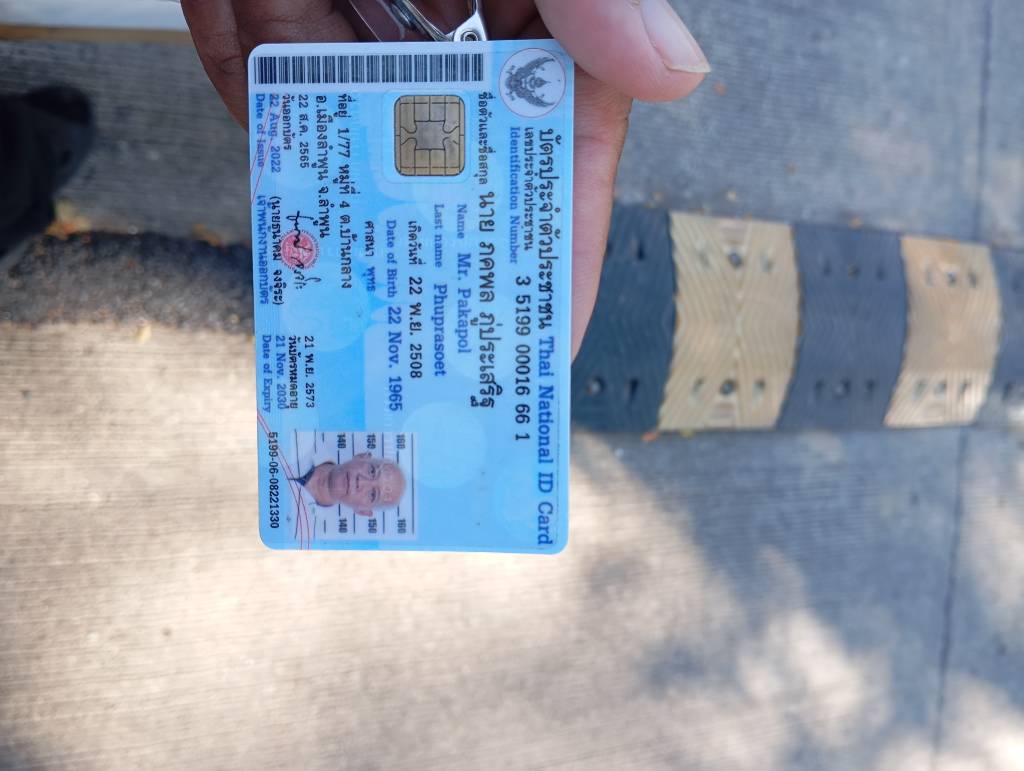 บัตรประจำตัวประชาชน Thai National ID Card
เลขประจำตัวประชาชน 3 5199 00016 66 1
Identification Number
ชื่อตัวและชื่อสกุล นาย ภคพล ภู่ประเสริฐ
Name Mr. Pakapol
Last name Phuprasoet
เกิดวันที่ 22 พ.ย. 2508
Date of Birth 22 Nov. 1965
ศาสนา พุทธ
ที่อยู่ 1/77 หมู่ที่ 4 ต.บ้านกลาง
อ.เมืองลำพูน จ.ลำพูน
22 ส.ค. 2565
วันออกบัตร
22 Aug. 2022
Date of Issue
(นายธนาคม จงจิระ)
เจ้าพนักงานออกบัตร
21 พ.ย. 2573
วันบัตรหมดอายุ
21 Nov. 2030
Date of Expiry
160 160
150 150
140 140
5199-06-08221330